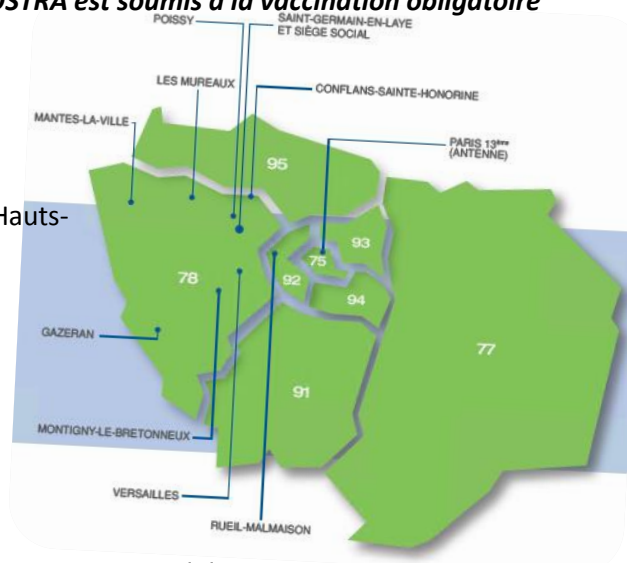 OSTRA est soumis à la vaccination obligatoire
POISSY
SAINT-GERMAIN-EN-LAYE
ET SIÈGE SOCIAL
LES MUREAUX
CONFLANS-SAINTE-HONORINE
MANTES-LA-VILLE
PARIS 13ème
(ANTENNE)
95
Hauts-
93
75
78
92
94
GAZERAN
77
91
MONTIGNY-LE-BRETONNEUX
VERSAILLES
RUEIL-MALMAISON